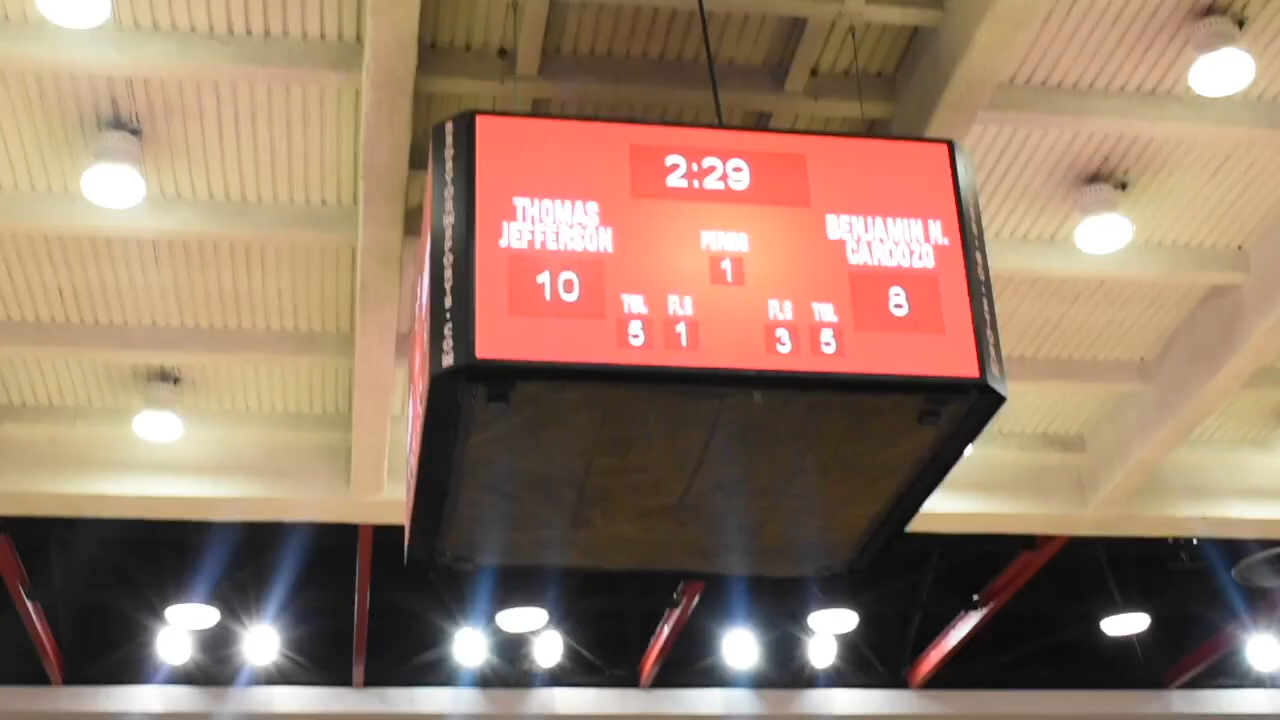 2:29
THOMAS
JEFFERSON
BENJAMIN N.
CARDOZO
PERIOD
10
1
8
TOL FLS
FLS TOL
5 1
3 5